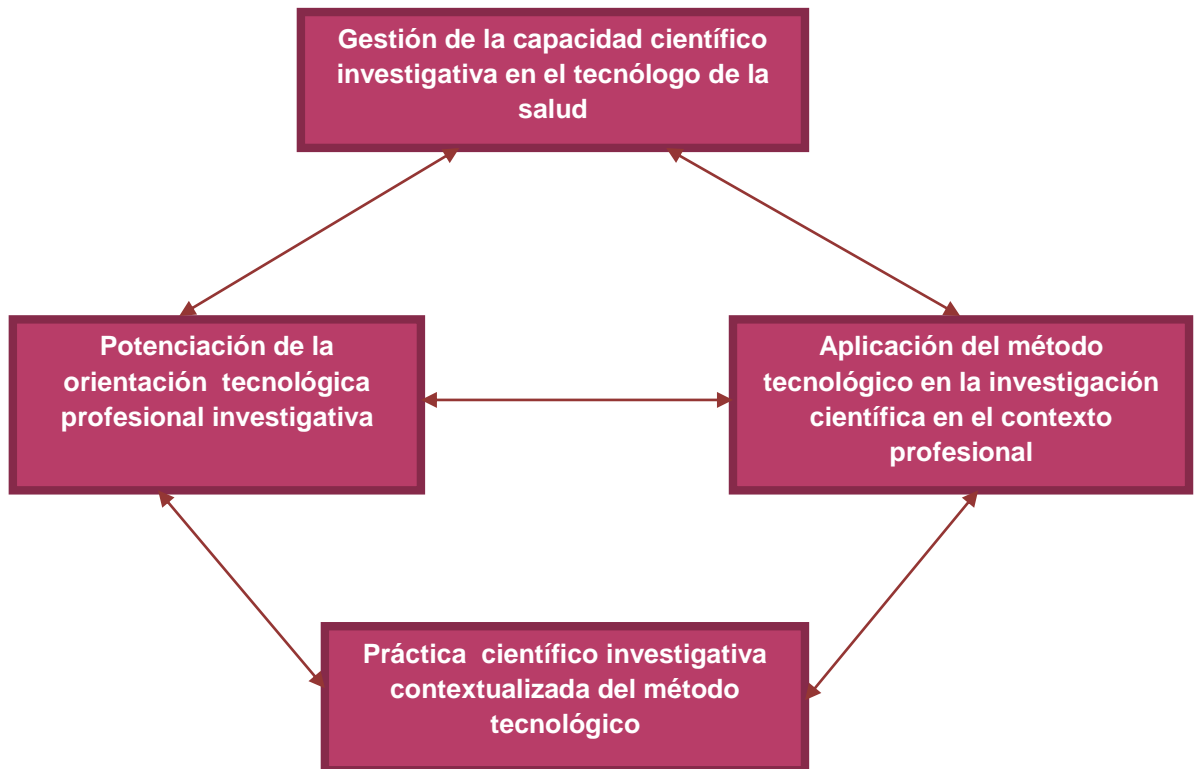 Gestión de la capacidad científico
investigativa en el tecnólogo de la
salud
Potenciación de la
orientación tecnológica
profesional investigativa
Aplicación del método
tecnológico en la investigación
científica en el contexto
profesional
Práctica científico investigativa
contextualizada del método
tecnológico